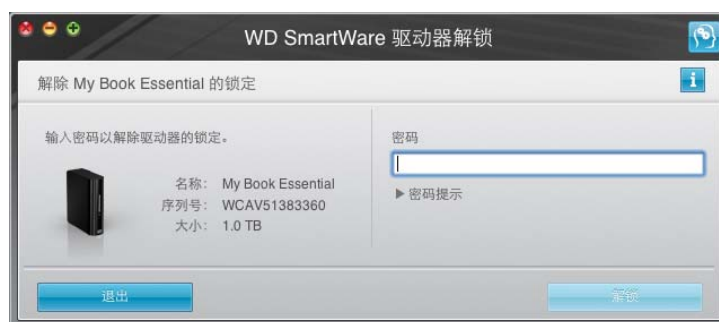 WD SmartWare 驱动器解锁
解除 My Book Essential 的锁定
输入密码以解除驱动器的锁定。
名称： My Book Essential
序列号： WCAV51383360
大小： 1.0 TB
密码
▶密码提示
退出
解锁